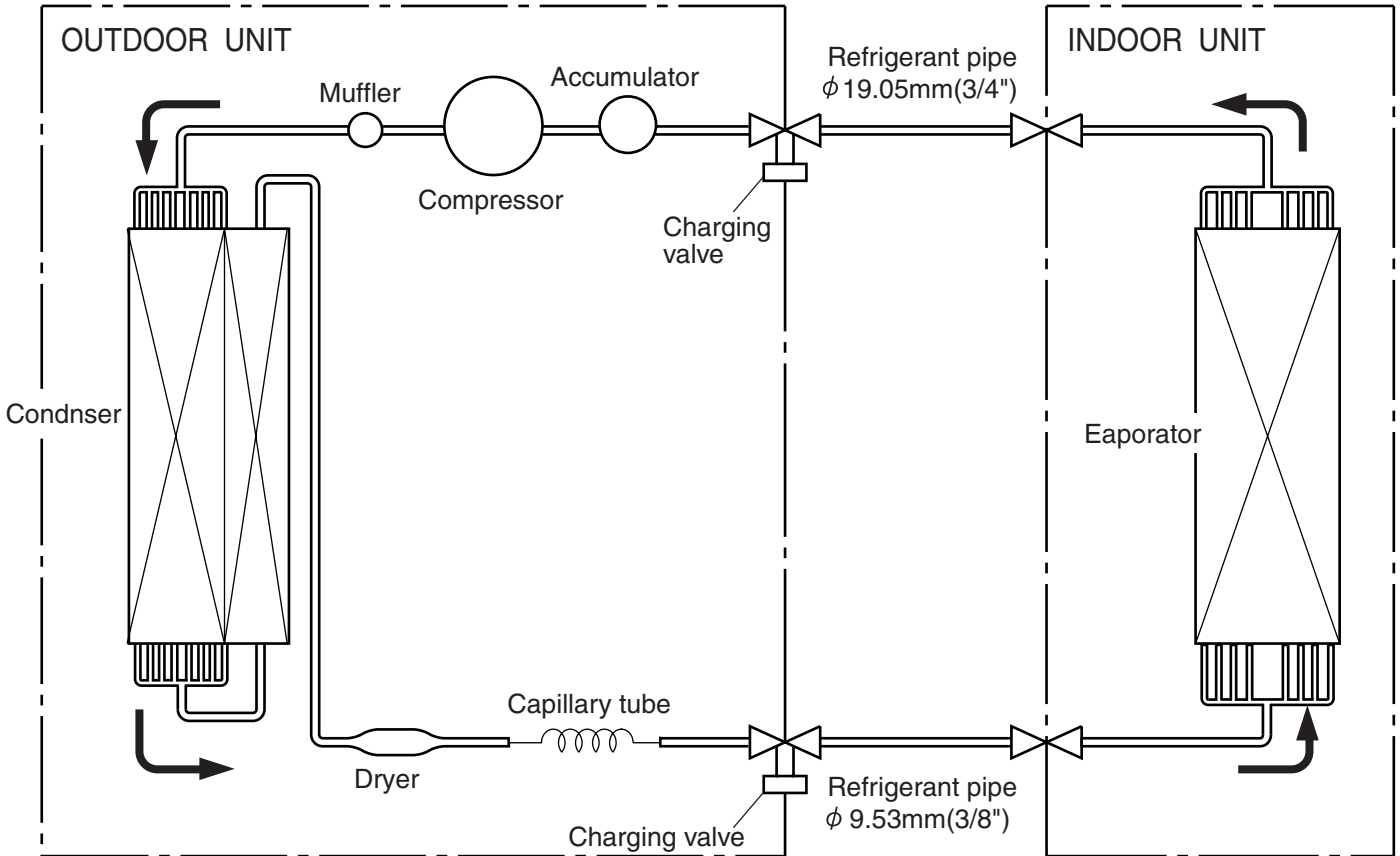 OUTDOOR UNIT
INDOOR UNIT
Refrigerant pipe
ϕ 19.05mm(3/4")
Accumulator
Muffler
Compressor
Charging
valve
Condnser
Eaporator
Capillary tube
Dryer
Refrigerant pipe
ϕ 9.53mm(3/8")
Charging valve